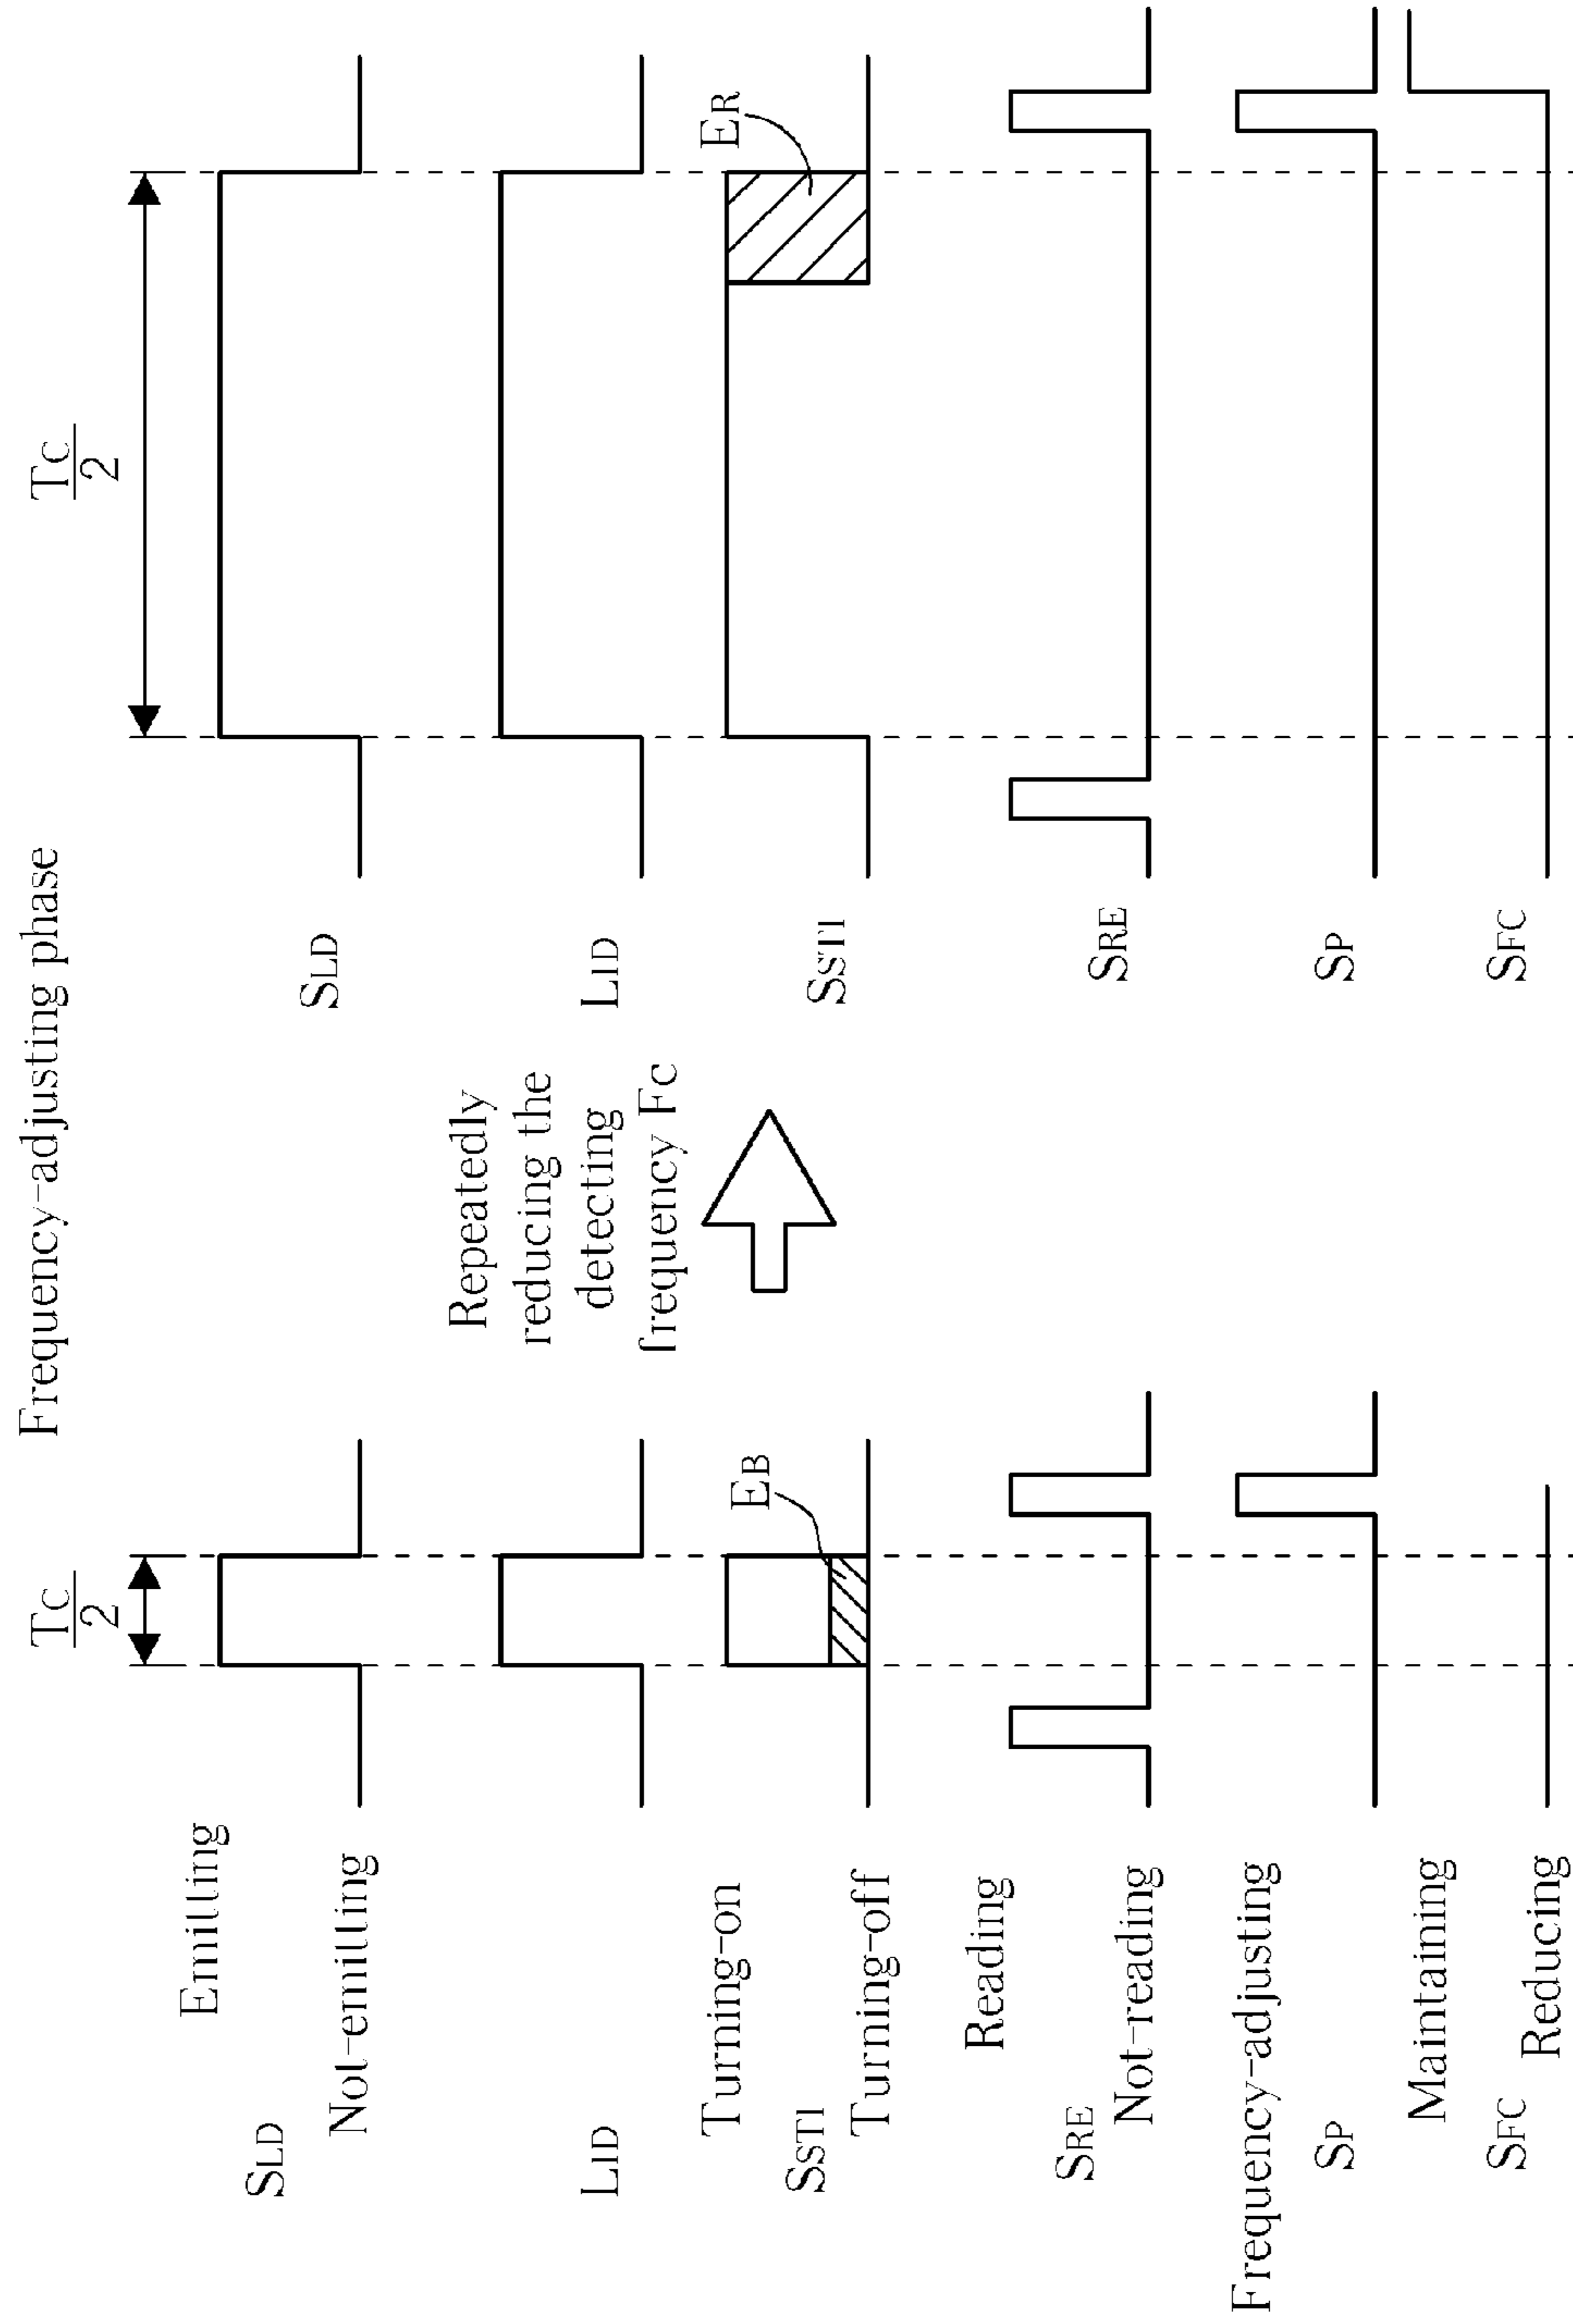 Frequency-adjusting phase
TC
2
TC
2
Emitting
SLD
Not-emitting
SLD
Repeatedly
reducing the
detecting
frequency FC
LID
LID
Turning-on
SSTI
Turning-off
EB
SSTI
ER
Reading
SRE
Not-reading
SRE
Frequency-adjusting
SP
SP
Maintaining
SFC
Reducing
SFC